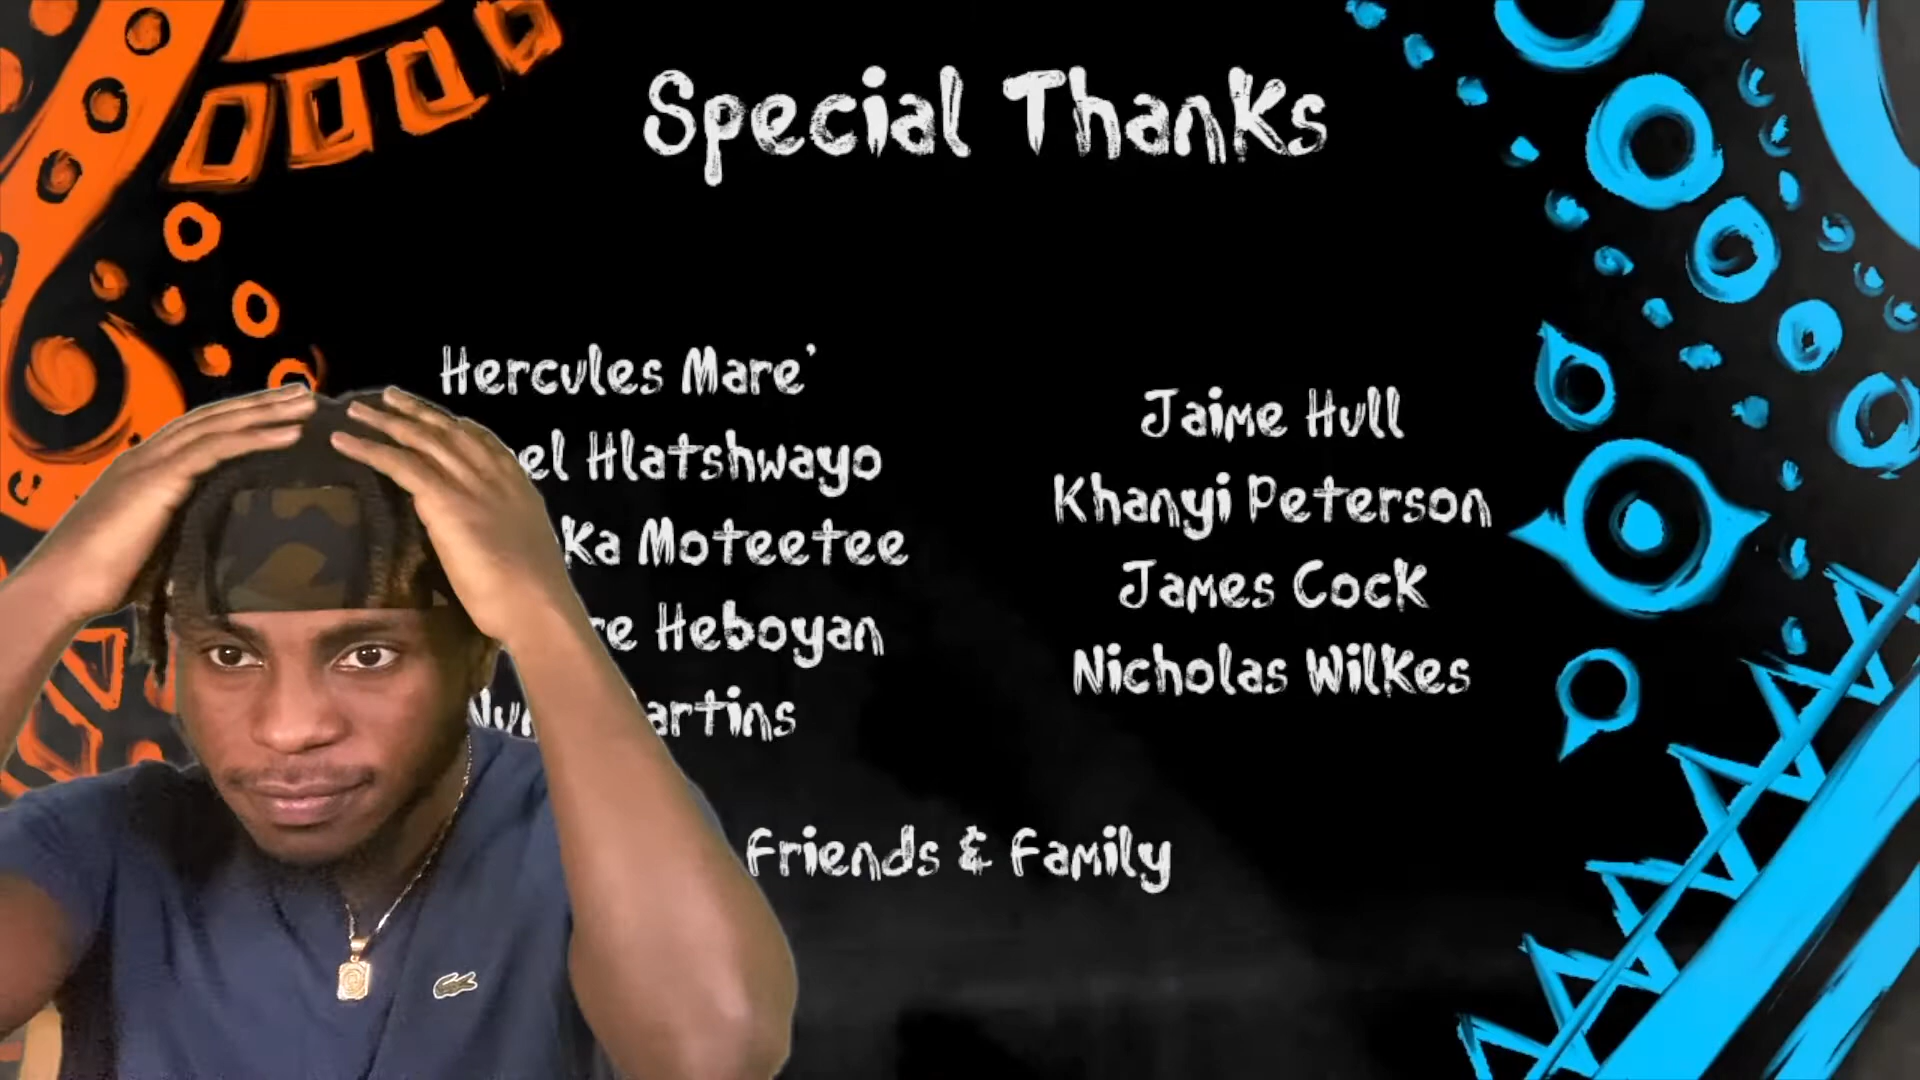 Special Thanks
Hercules Mare'
Hlatshwayo
Moteetee
Heboyan
Jaime Hull
Khanyi Peterson
James Cock
Nicholas Wilkes
Friends & Family